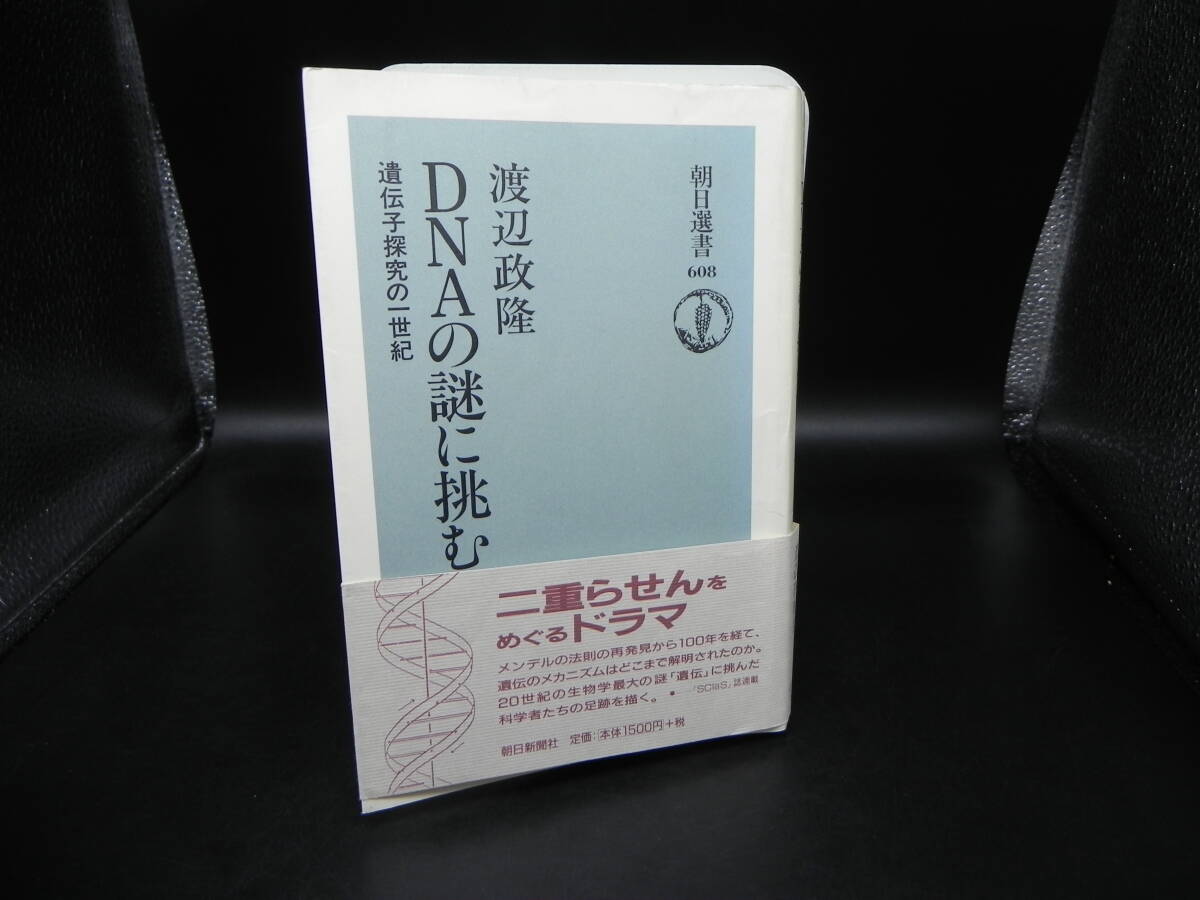 朝日選書
608
渡辺政隆
DNAの謎に挑む
遺伝子探究の一世紀
二重らせんを
めぐるドラマ
メンデルの法則の再発見から100年を経て、
遺伝のメカニズムはどこまで解明されたのか。
20世紀の生物学最大の謎「遺伝」に挑んだ
科学者たちの足跡を描く。●──「SCIaS」誌連載
朝日新聞社 定価:[本体1500円]+税